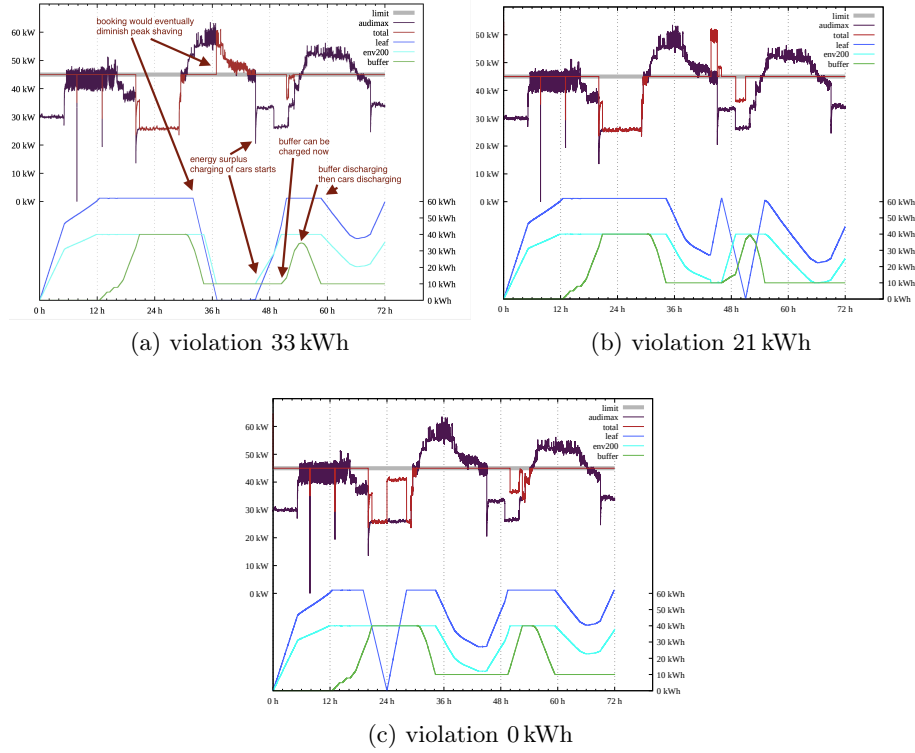 booking would eventually
diminish peak shaving
limit
audimax
total
leaf
env200
buffer
60 kW
50 kW
40 kW
30 kW
20 kW
10 kW
0 kW
energy surplus
charging of cars starts
buffer can be
charged now
buffer discharging
then cars discharging
60 kWh
50 kWh
40 kWh
30 kWh
20 kWh
10 kWh
0 kWh
0 h 12 h 24 h 36 h 48 h 60 h 72 h
(a) violation 33 kWh
limit
audimax
total
leaf
env200
buffer
60 kW
50 kW
40 kW
30 kW
20 kW
10 kW
0 kW
60 kWh
50 kWh
40 kWh
30 kWh
20 kWh
10 kWh
0 kWh
0 h 12 h 24 h 36 h 48 h 60 h 72 h
(b) violation 21 kWh
limit
audimax
total
leaf
env200
buffer
60 kW
50 kW
40 kW
30 kW
20 kW
10 kW
0 kW
60 kWh
50 kWh
40 kWh
30 kWh
20 kWh
10 kWh
0 kWh
0 h 12 h 24 h 36 h 48 h 60 h 72 h
(c) violation 0 kWh